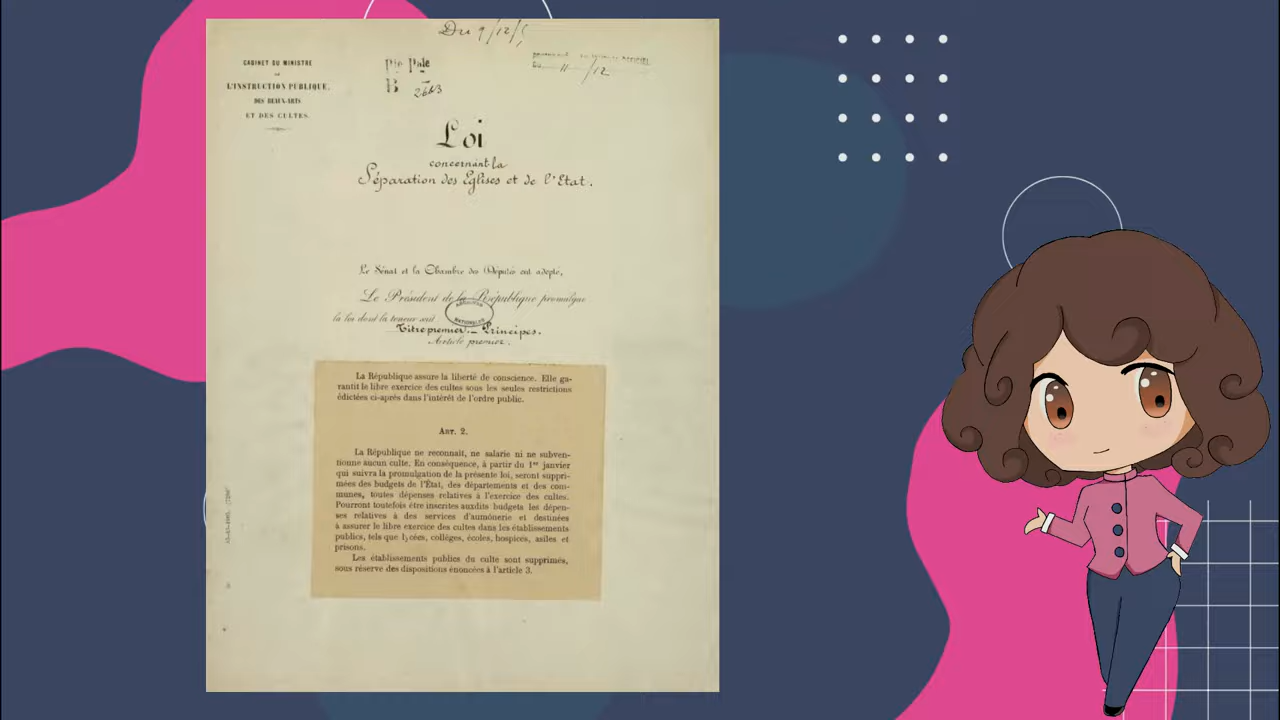 Du 9/12/5
CABINET DU MINISTRE
DE
L'INSTRUCTION PUBLIQUE,
DES BEAUX-ARTS
ET DES CULTES.
B 2663
DU 11/12
Loi
concernant la
Séparation des Eglises et de l'Etat.
Le Sénat et la Chambre des Députés ont adopté,
Le Président de la République promulgue
la loi dont la teneur suit
ARCHIVES
NATIONALES
Titre premier._ Principes.
Article premier.
La République assure la liberté de conscience. Elle ga-
rantit le libre exercice des cultes sous les seules restrictions
édictées ci-après dans l'intérêt de l'ordre public.
ART. 2.
La République ne reconnaît, ne salarie ni ne subven-
tionne aucun culte. En conséquence, à partir du 1er janvier
qui suivra la promulgation de la présente loi, seront suppri-
mées des budgets de l'État, des départements et des com-
munes, toutes dépenses relatives à l'exercice des cultes.
Pourront toutefois être inscrites auxdits budgets les dépen-
ses relatives à des services d'aumônerie et destinées
à assurer le libre exercice des cultes dans les établissements
publics, tels que lycées, collèges, écoles, hospices, asiles et
prisons.
Les établissements publics du culte sont supprimés,
sous réserve des dispositions énoncées à l'article 3.